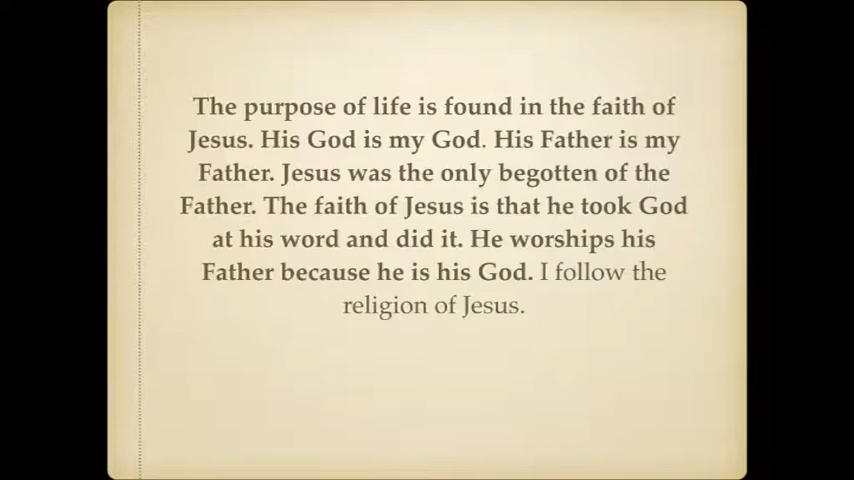 The purpose of life is found in the faith of
Jesus. His God is my God. His Father is my
Father. Jesus was the only begotten of the
Father. The faith of Jesus is that he took God
at his word and did it. He worships his
Father because he is his God. I follow the
religion of Jesus.